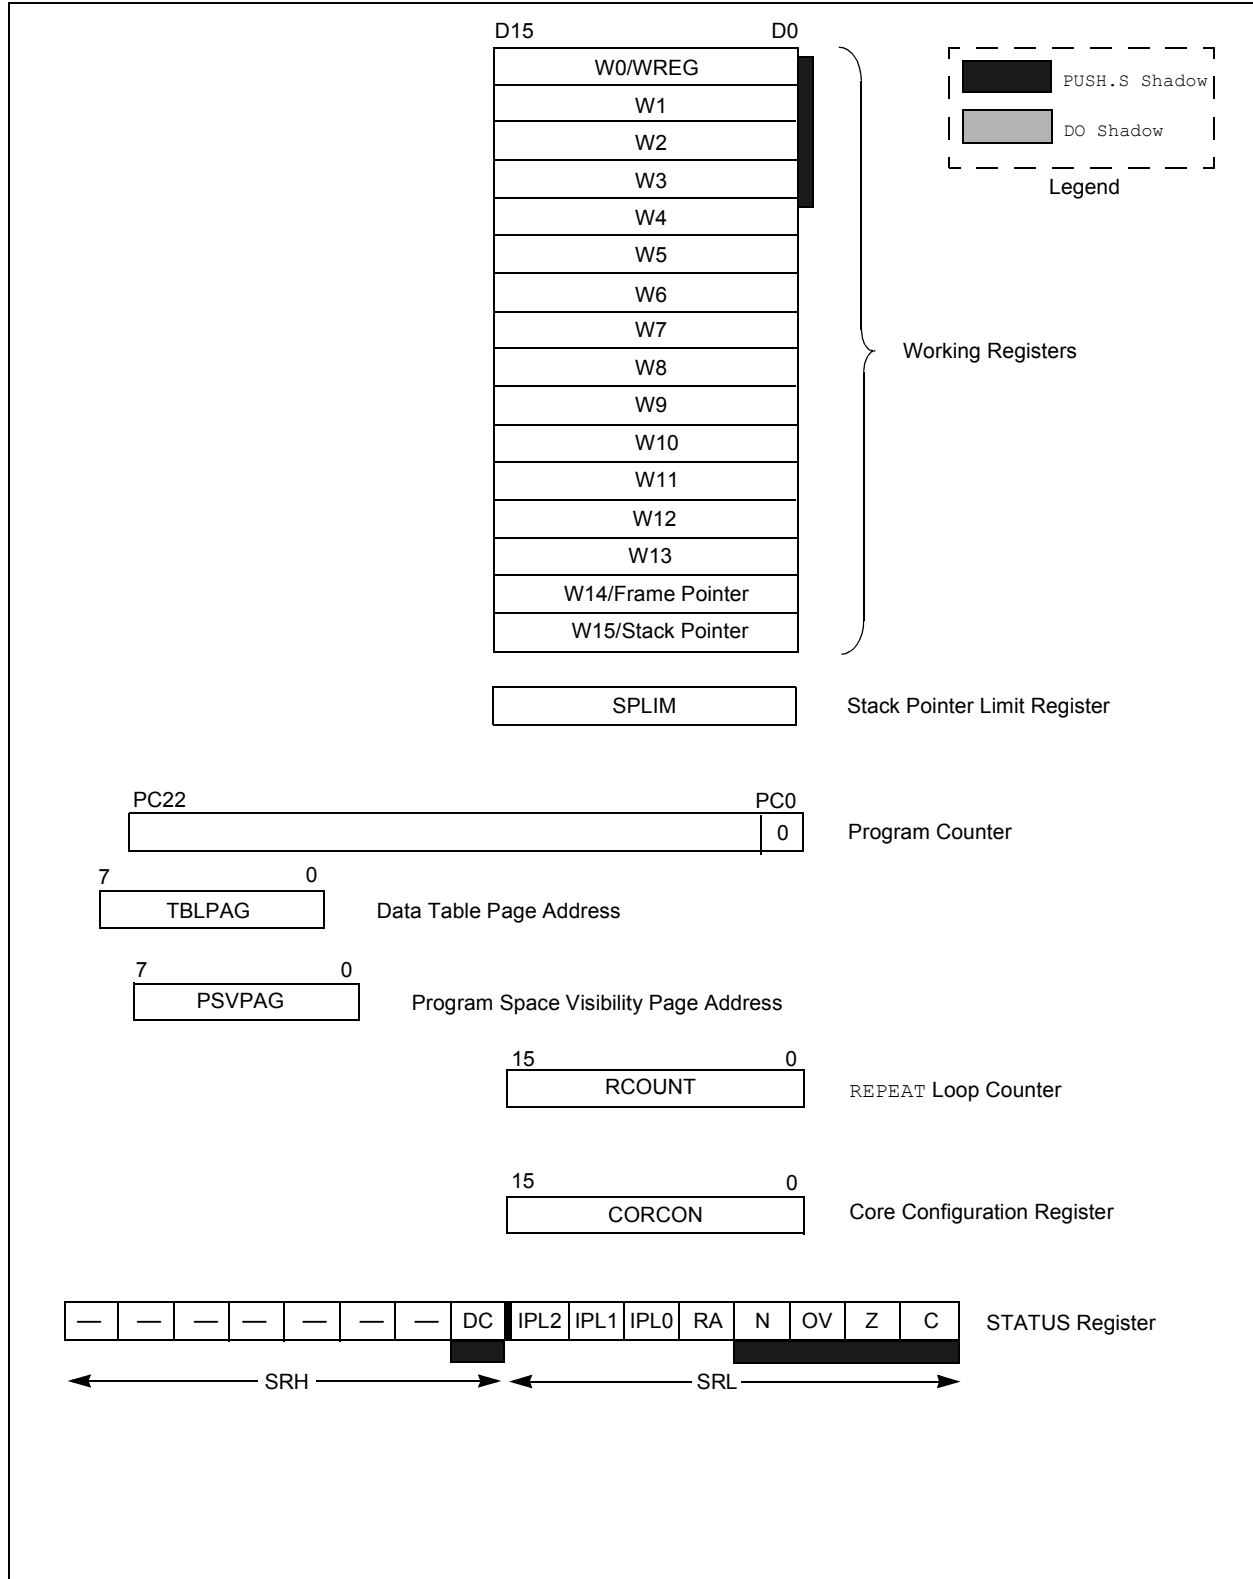 D15 D0
W0/WREG
W1
W2
W3
W4
W5
W6
W7
W8
W9
W10
W11
W12
W13
W14/Frame Pointer
W15/Stack Pointer
PUSH.S Shadow
DO Shadow
Legend
Working Registers
SPLIM Stack Pointer Limit Register
PC22 PC0
0 Program Counter
7 0
TBLPAG Data Table Page Address
7 0
PSVPAG Program Space Visibility Page Address
15 0
RCOUNT REPEAT Loop Counter
15 0
CORCON Core Configuration Register
— — — — — — — DC IPL2 IPL1 IPL0 RA N OV Z C STATUS Register
SRH SRL